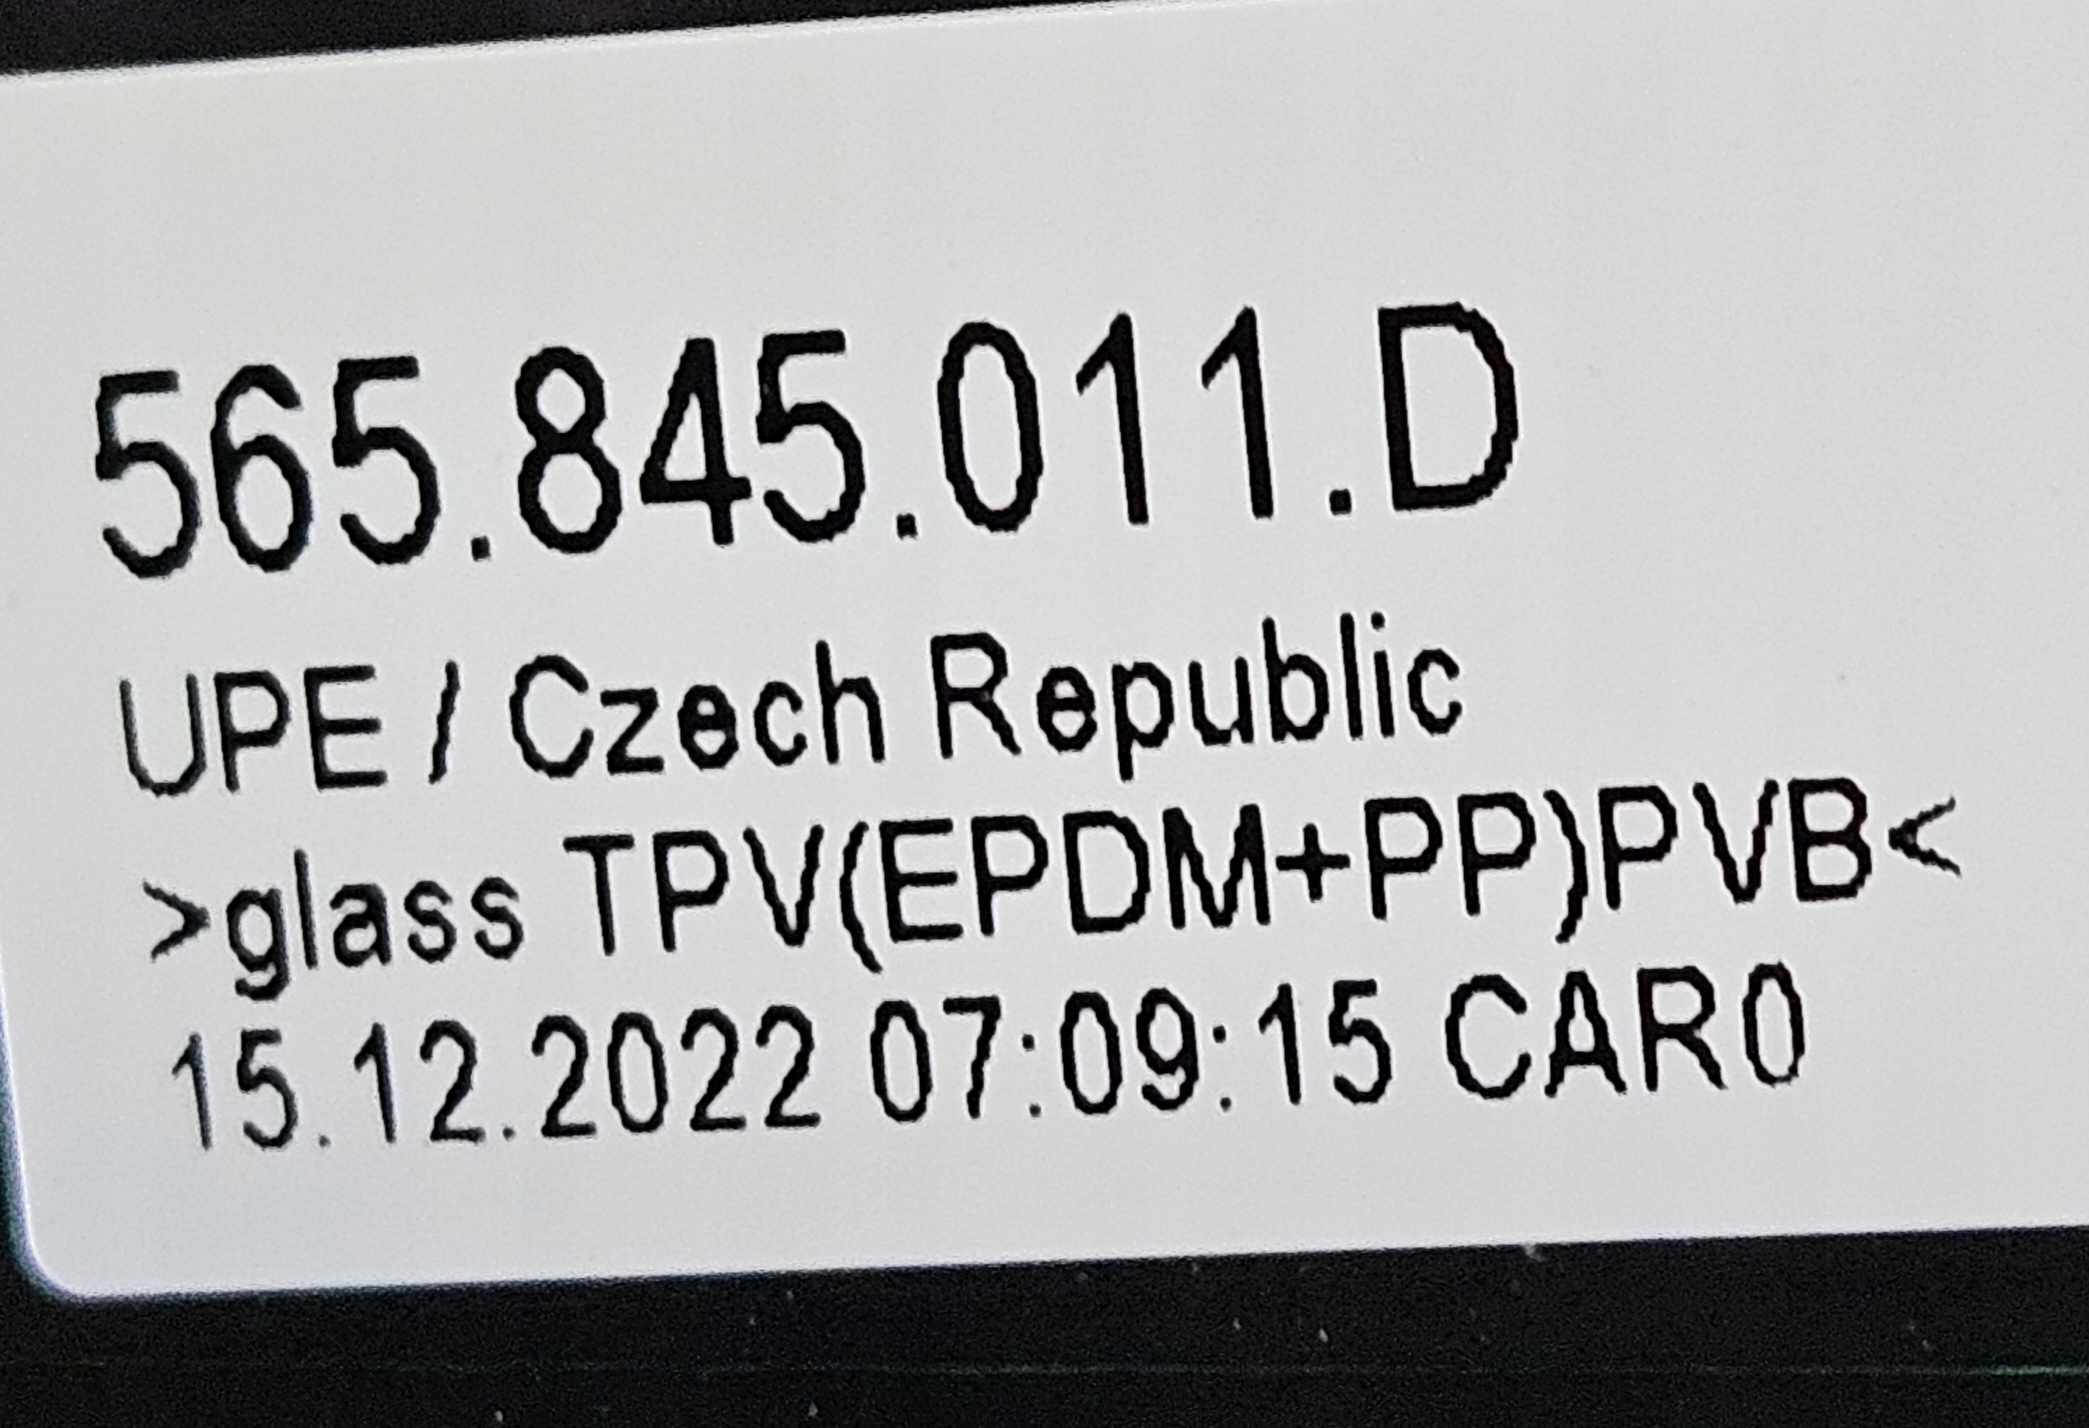 565.845.011.D
UPE / Czech Republic
>glass TPV(EPDM+PP)PVB<
15.12.2022 07:09:15 CAR0